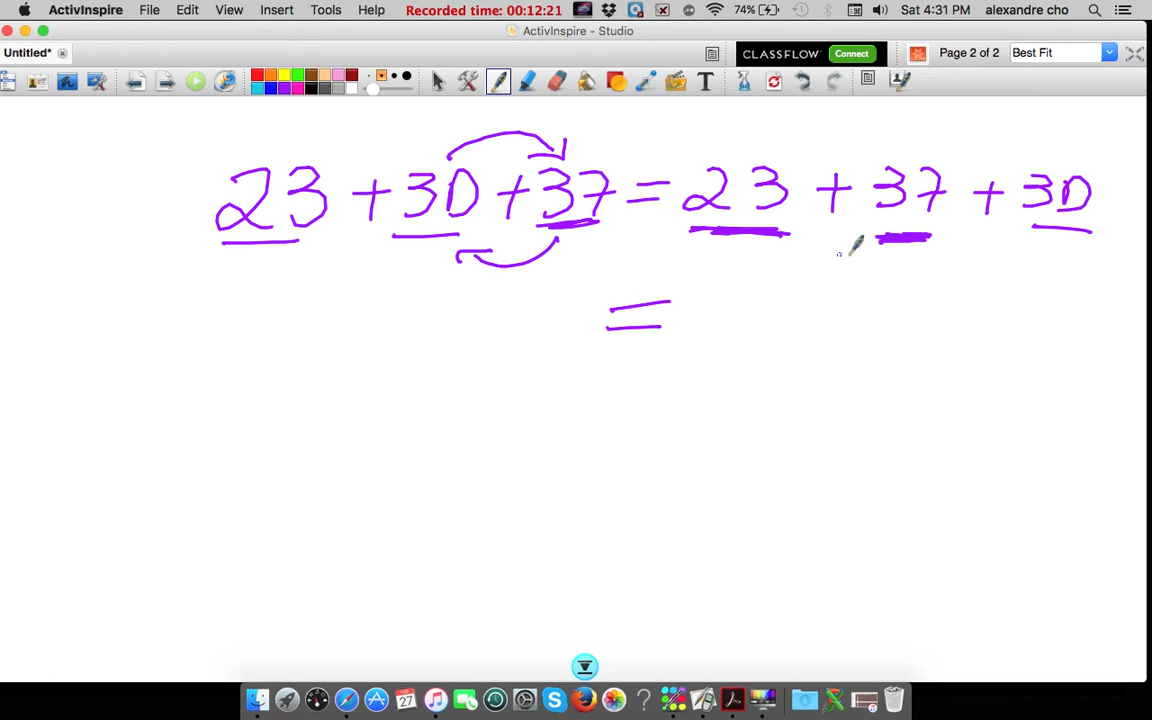 ActivInspire File Edit View Insert Tools Help Recorded time: 00:12:21 74% Sat 4:31 PM alexandre cho
ActivInspire - Studio
Untitled* CLASSFLOW Connect Page 2 of 2 Best Fit
T
23 + 30 + 37 = 23 + 37 + 30
=
27